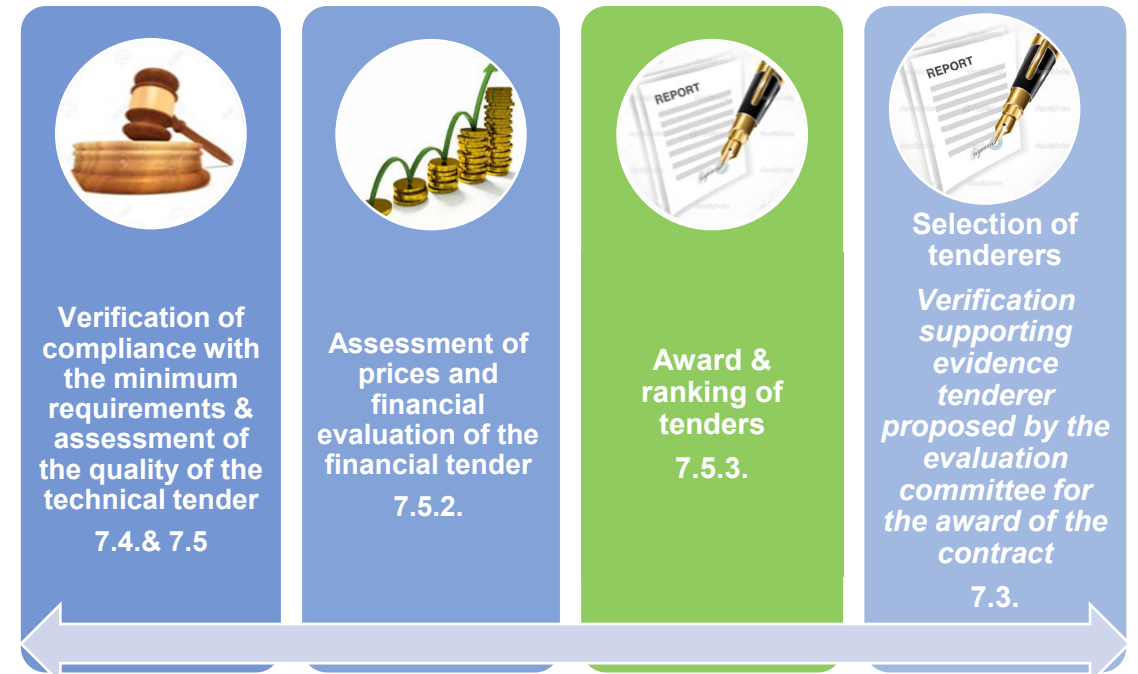 Verification of
compliance with
the minimum
requirements &
assessment of
the quality of the
technical tender
7.4.& 7.5
Assessment of
prices and
financial
evaluation of the
financial tender
7.5.2.
REPORT
Award &
ranking of
tenders
7.5.3.
REPORT
Selection of
tenderers
Verification
supporting
evidence
tenderer
proposed by the
evaluation
committee for
the award of the
contract
7.3.